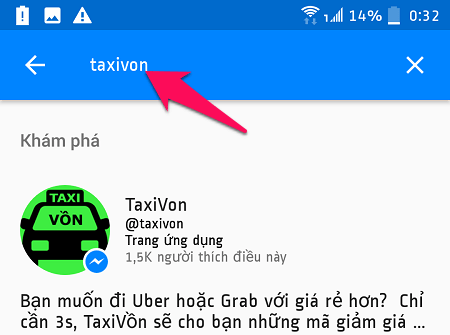 14% 0:32
taxivon
Khám phá
TAXI
VỒN
TaxiVon
@taxivon
Trang ứng dụng
1,5K người thích điều này
Bạn muốn đi Uber hoặc Grab với giá rẻ hơn? Chỉ
cần 3s, TaxiVồn sẽ cho bạn những mã giảm giá ...